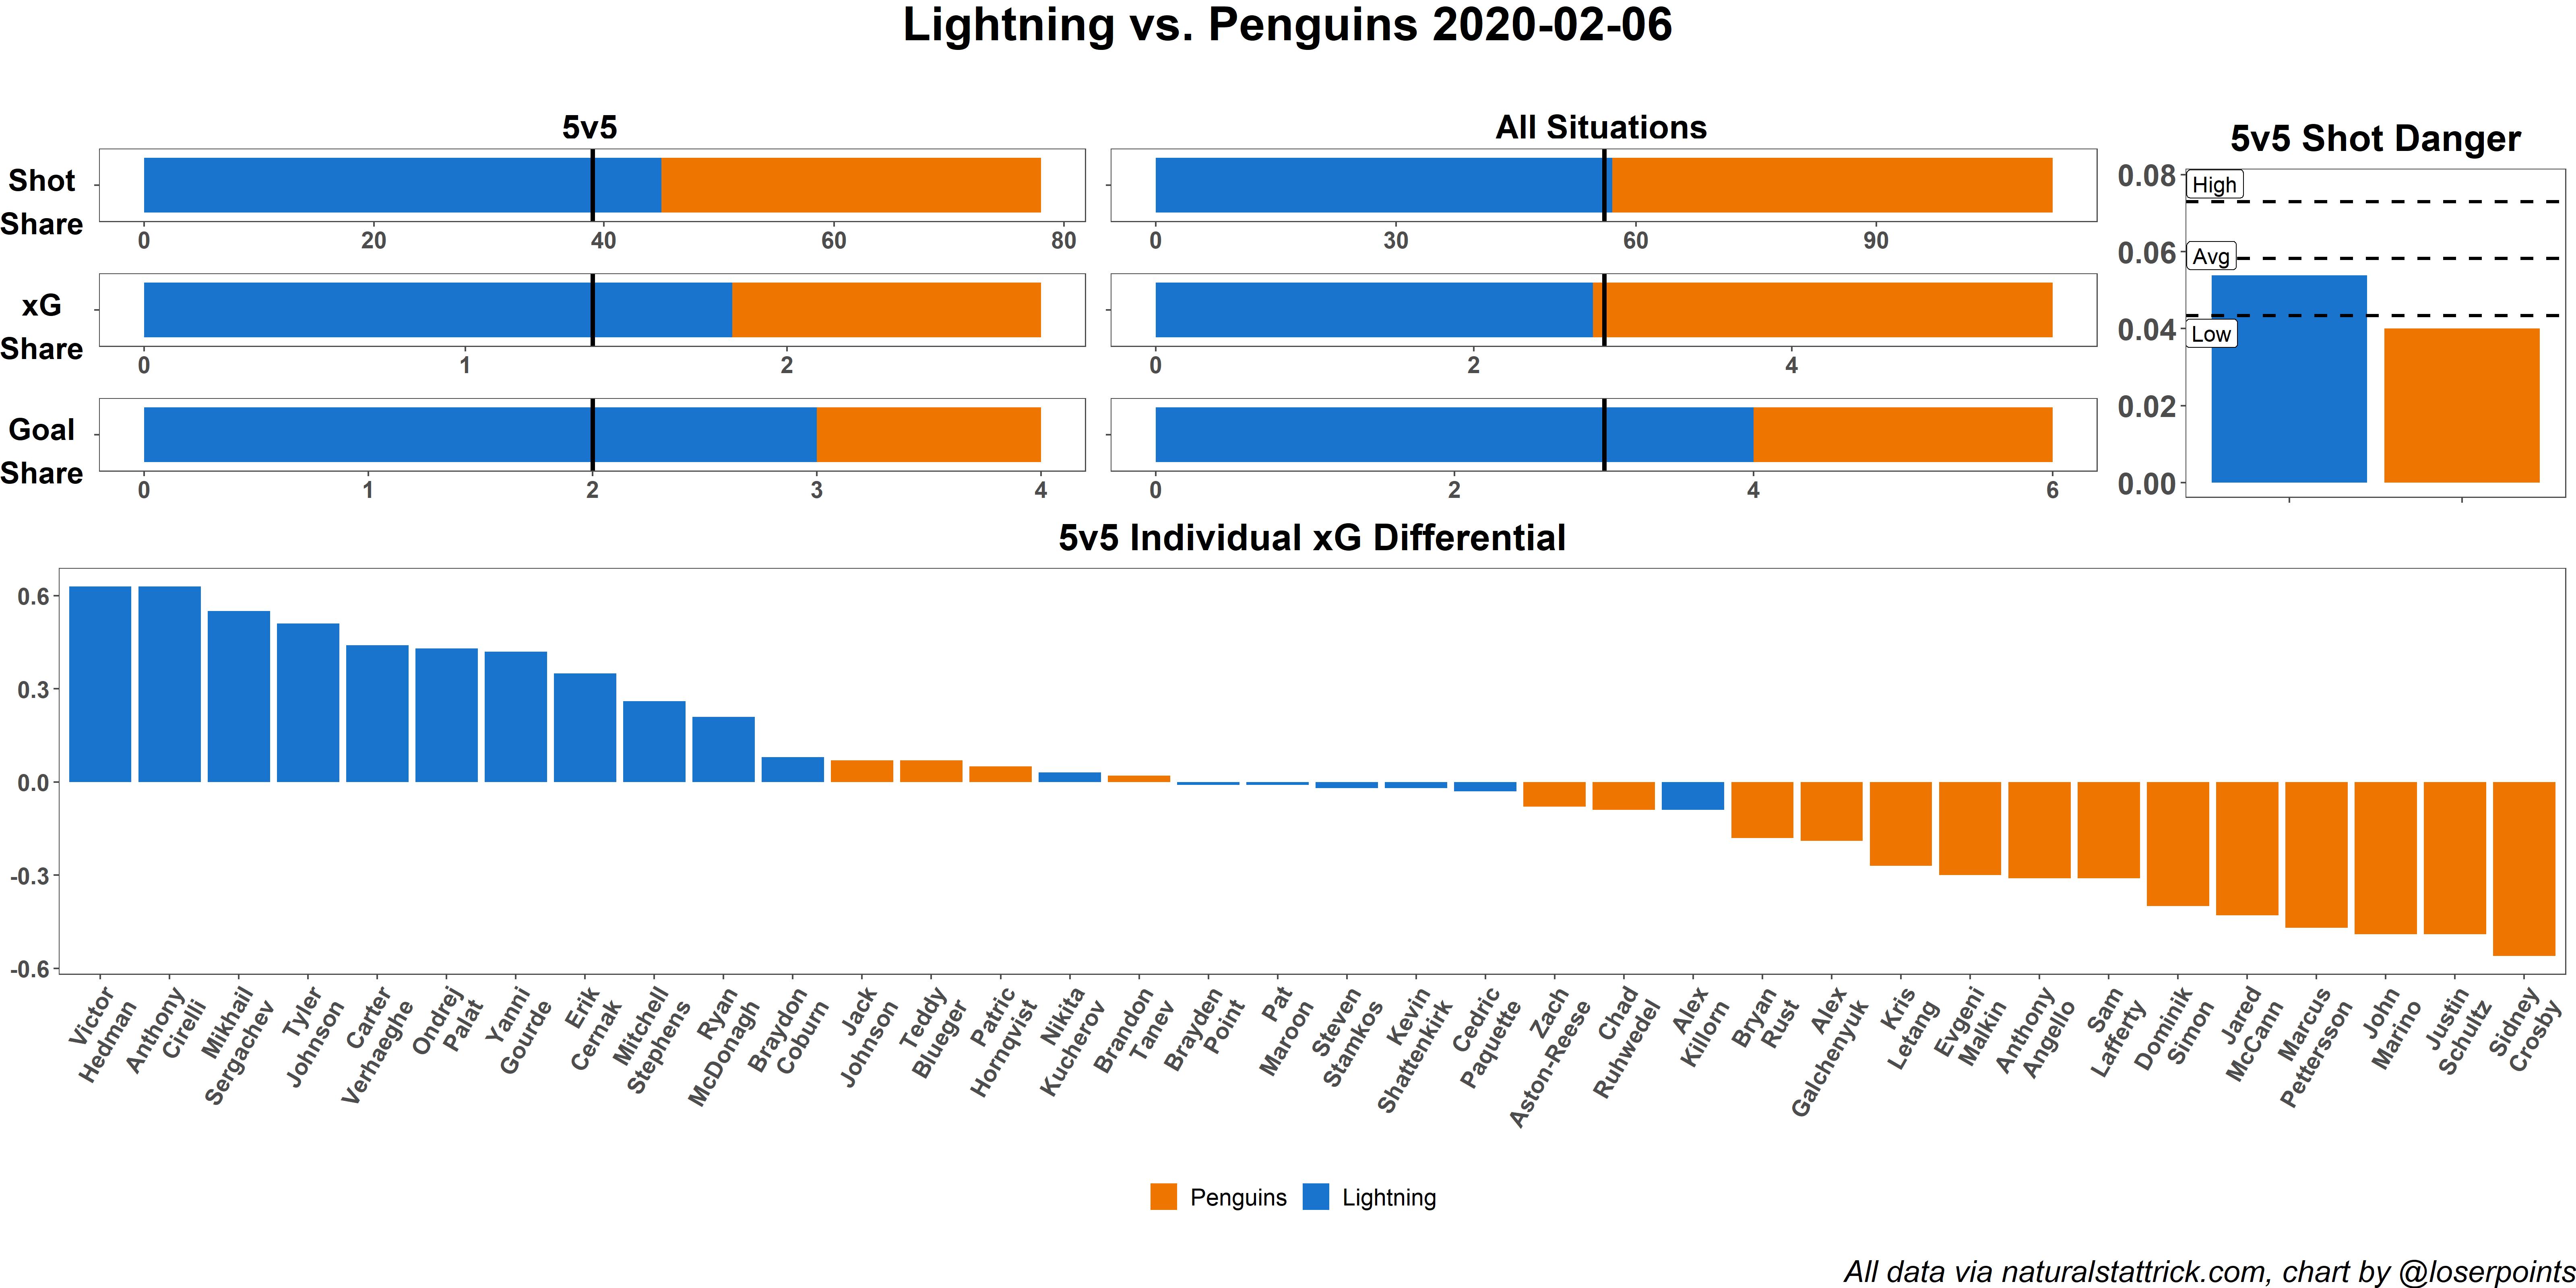 Lightning vs. Penguins 2020-02-06
5v5
All Situations
5v5 Shot Danger
Shot
Share
0 20 40 60 80
0 30 60 90
xG
Share
0 1 2
0 2 4
Goal
Share
0 1 2 3 4
0 2 4 6
0.08
0.06
0.04
0.02
0.00
High
Avg
Low
5v5 Individual xG Differential
0.6
0.3
0.0
-0.3
-0.6
Victor
Hedman
Anthony
Cirelli
Mikhail
Sergachev
Tyler
Johnson
Carter
Verhaeghe
Ondrej
Palat
Yanni
Gourde
Erik
Cernak
Mitchell
Stephens
Ryan
McDonagh
Braydon
Coburn
Jack
Johnson
Teddy
Blueger
Patric
Hornqvist
Nikita
Kucherov
Brandon
Tanev
Brayden
Point
Pat
Maroon
Steven
Stamkos
Kevin
Shattenkirk
Cedric
Paquette
Zach
Aston-Reese
Chad
Ruhwedel
Alex
Killorn
Bryan
Rust
Alex
Galchenyuk
Kris
Letang
Evgeni
Malkin
Anthony
Angello
Sam
Lafferty
Dominik
Simon
Jared
McCann
Marcus
Pettersson
John
Marino
Justin
Schultz
Sidney
Crosby
Penguins Lightning
All data via naturalstattrick.com, chart by @loserpoints